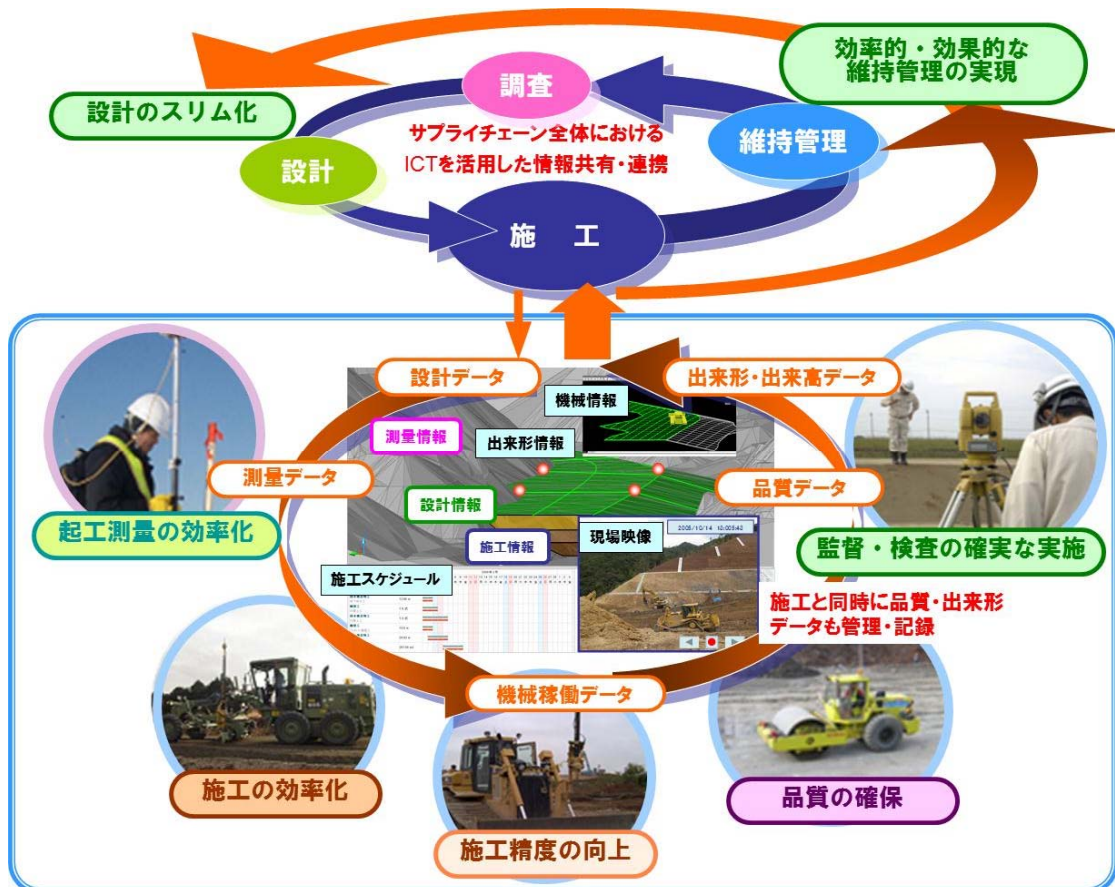 効率的・効果的な
維持管理の実現
調査
設計のスリム化
サプライチェーン全体における
ICTを活用した情報共有・連携
維持管理
設計
施 工
設計データ
出来形・出来高データ
機械情報
測量情報
出来形情報
測量データ
品質データ
設計情報
起工測量の効率化
施工情報
現場映像
監督・検査の確実な実施
施工スケジュール
施工と同時に品質・出来形
データも管理・記録
機械稼働データ
施工の効率化
品質の確保
施工精度の向上